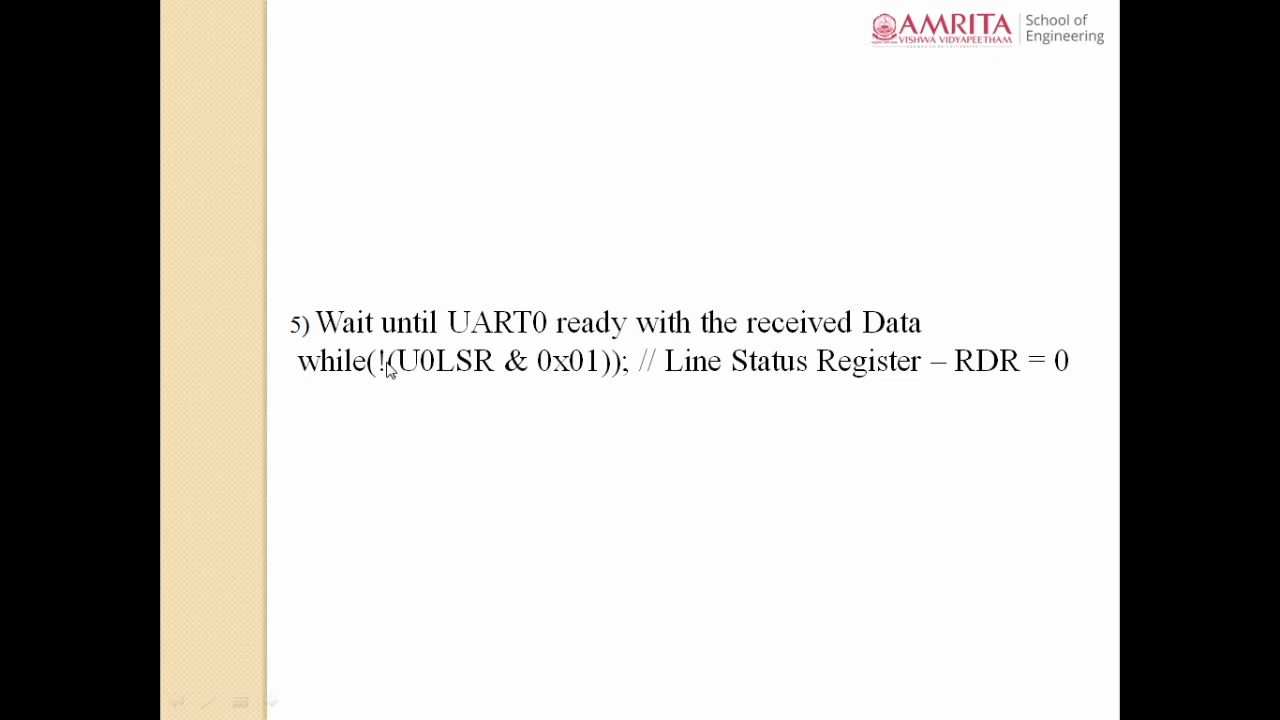 AMRITA
VISHWA VIDYAPEETHAM
School of
Engineering
5) Wait until UART0 ready with the received Data
while(!(U0LSR & 0x01)); // Line Status Register – RDR = 0